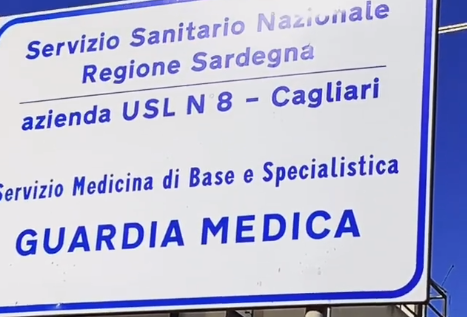 Servizio Sanitario Nazionale
Regione Sardegna
azienda USL N 8 - Cagliari
Servizio Medicina di Base e Specialistica
GUARDIA MEDICA